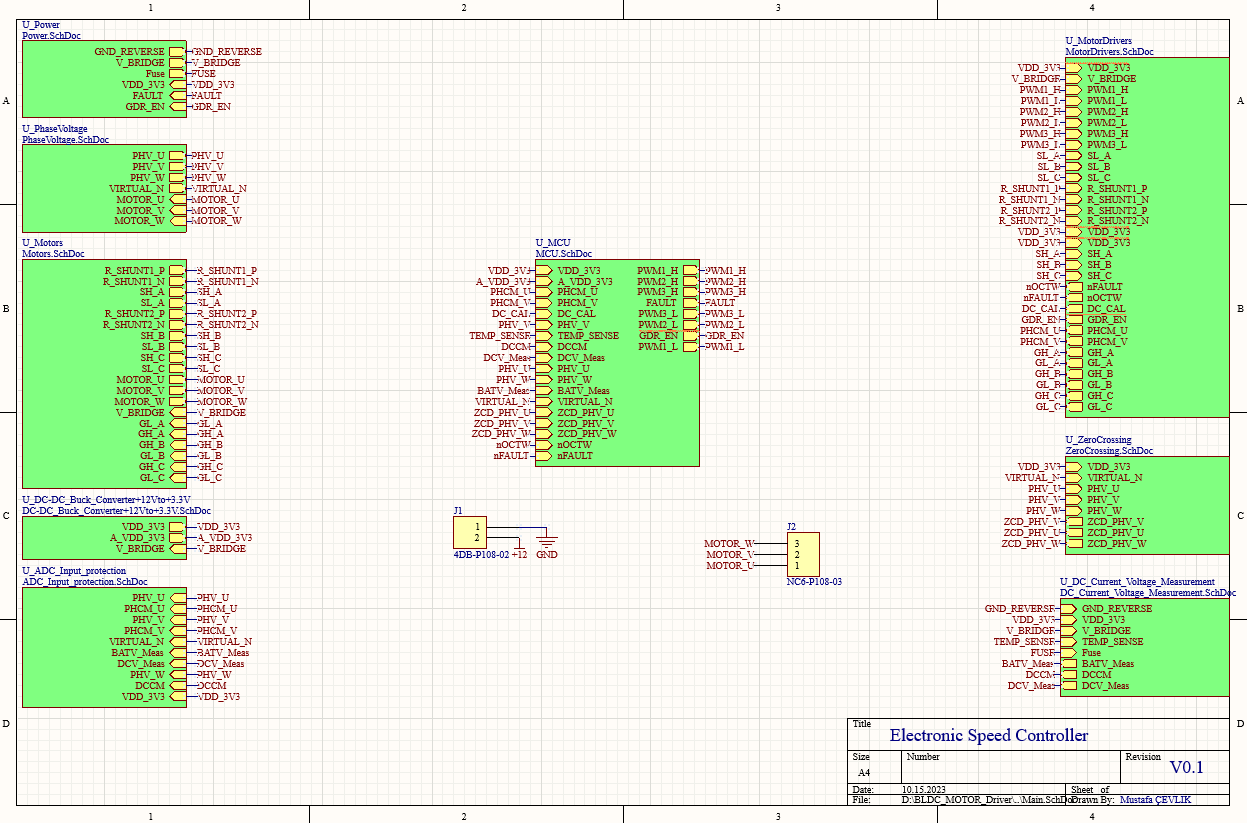 1 2 3 4
A
B
C
D
U_Power
Power.SchDoc
GND_REVERSE GND_REVERSE
V_BRIDGE V_BRIDGE
Fuse FUSE
VDD_3V3 VDD_3V3
FAULT FAULT
GDR_EN GDR_EN
U_PhaseVoltage
PhaseVoltage.SchDoc
PHV_U PHV_U
PHV_V PHV_V
PHV_W PHV_W
VIRTUAL_N VIRTUAL_N
MOTOR_U MOTOR_U
MOTOR_V MOTOR_V
MOTOR_W MOTOR_W
U_Motors
Motors.SchDoc
R_SHUNT1_P R_SHUNT1_P
R_SHUNT1_N R_SHUNT1_N
SH_A SH_A
SL_A SL_A
R_SHUNT2_P R_SHUNT2_P
R_SHUNT2_N R_SHUNT2_N
SH_B SH_B
SL_B SL_B
SH_C SH_C
SL_C SL_C
MOTOR_U MOTOR_U
MOTOR_V MOTOR_V
MOTOR_W MOTOR_W
V_BRIDGE V_BRIDGE
GL_A GL_A
GH_A GH_A
GH_B GH_B
GL_B GL_B
GH_C GH_C
GL_C GL_C
U_DC-DC_Buck_Converter+12Vto+3.3V
DC-DC_Buck_Converter+12Vto+3.3V.SchDoc
VDD_3V3 VDD_3V3
A_VDD_3V3 A_VDD_3V3
V_BRIDGE V_BRIDGE
U_ADC_Input_protection
ADC_Input_protection.SchDoc
PHV_U PHV_U
PHCM_U PHCM_U
PHV_V PHV_V
PHCM_V PHCM_V
VIRTUAL_N VIRTUAL_N
BATV_Meas BATV_Meas
DCV_Meas DCV_Meas
PHV_W PHV_W
DCCM DCCM
VDD_3V3 VDD_3V3
U_MCU
MCU.SchDoc
VDD_3V3 VDD_3V3 PWM1_H PWM1_H
A_VDD_3V3 A_VDD_3V3 PWM2_H PWM2_H
PHCM_U PHCM_U PWM3_H PWM3_H
PHCM_V PHCM_V FAULT FAULT
DC_CAL DC_CAL PWM3_L PWM3_L
PHV_V PHV_V PWM2_L PWM2_L
TEMP_SENSE TEMP_SENSE GDR_EN GDR_EN
DCCM DCCM PWM1_L PWM1_L
DCV_Meas DCV_Meas
PHV_U PHV_U
PHV_W PHV_W
BATV_Meas BATV_Meas
VIRTUAL_N VIRTUAL_N
ZCD_PHV_U ZCD_PHV_U
ZCD_PHV_V ZCD_PHV_V
ZCD_PHV_W ZCD_PHV_W
nOCTW nOCTW
nFAULT nFAULT
J1
1
2
4DB-P108-02 +12 GND
J2
MOTOR_W 3
MOTOR_V 2
MOTOR_U 1
NC6-P108-03
U_MotorDrivers
MotorDrivers.SchDoc
VDD_3V3 VDD_3V3
V_BRIDGE V_BRIDGE
PWM1_H PWM1_H
PWM1_L PWM1_L
PWM2_H PWM2_H
PWM2_L PWM2_L
PWM3_H PWM3_H
PWM3_L PWM3_L
SL_A SL_A
SL_B SL_B
SL_C SL_C
R_SHUNT1_P R_SHUNT1_P
R_SHUNT1_N R_SHUNT1_N
R_SHUNT2_P R_SHUNT2_P
R_SHUNT2_N R_SHUNT2_N
VDD_3V3 VDD_3V3
VDD_3V3 VDD_3V3
SH_A SH_A
SH_B SH_B
SH_C SH_C
nOCTW nFAULT
nFAULT nOCTW
DC_CAL DC_CAL
GDR_EN GDR_EN
PHCM_U PHCM_U
PHCM_V PHCM_V
GH_A GH_A
GL_A GL_A
GH_B GH_B
GL_B GL_B
GH_C GH_C
GL_C GL_C
U_ZeroCrossing
ZeroCrossing.SchDoc
VDD_3V3 VDD_3V3
VIRTUAL_N VIRTUAL_N
PHV_U PHV_U
PHV_V PHV_V
PHV_W PHV_W
ZCD_PHV_V ZCD_PHV_V
ZCD_PHV_U ZCD_PHV_U
ZCD_PHV_W ZCD_PHV_W
U_DC_Current_Voltage_Measurement
DC_Current_Voltage_Measurement.SchDoc
GND_REVERSE GND_REVERSE
VDD_3V3 VDD_3V3
V_BRIDGE V_BRIDGE
TEMP_SENSE TEMP_SENSE
FUSE Fuse
BATV_Meas BATV_Meas
DCCM DCCM
DCV_Meas DCV_Meas
A
B
C
D
Title
Electronic Speed Controller
Size Number Revision
A4 V0.1
Date: 10.15.2023 Sheet of
File: D:\BLDC_MOTOR_Driver\..\Main.SchDoc Drawn By: Mustafa ÇEVLIK
1 2 3 4